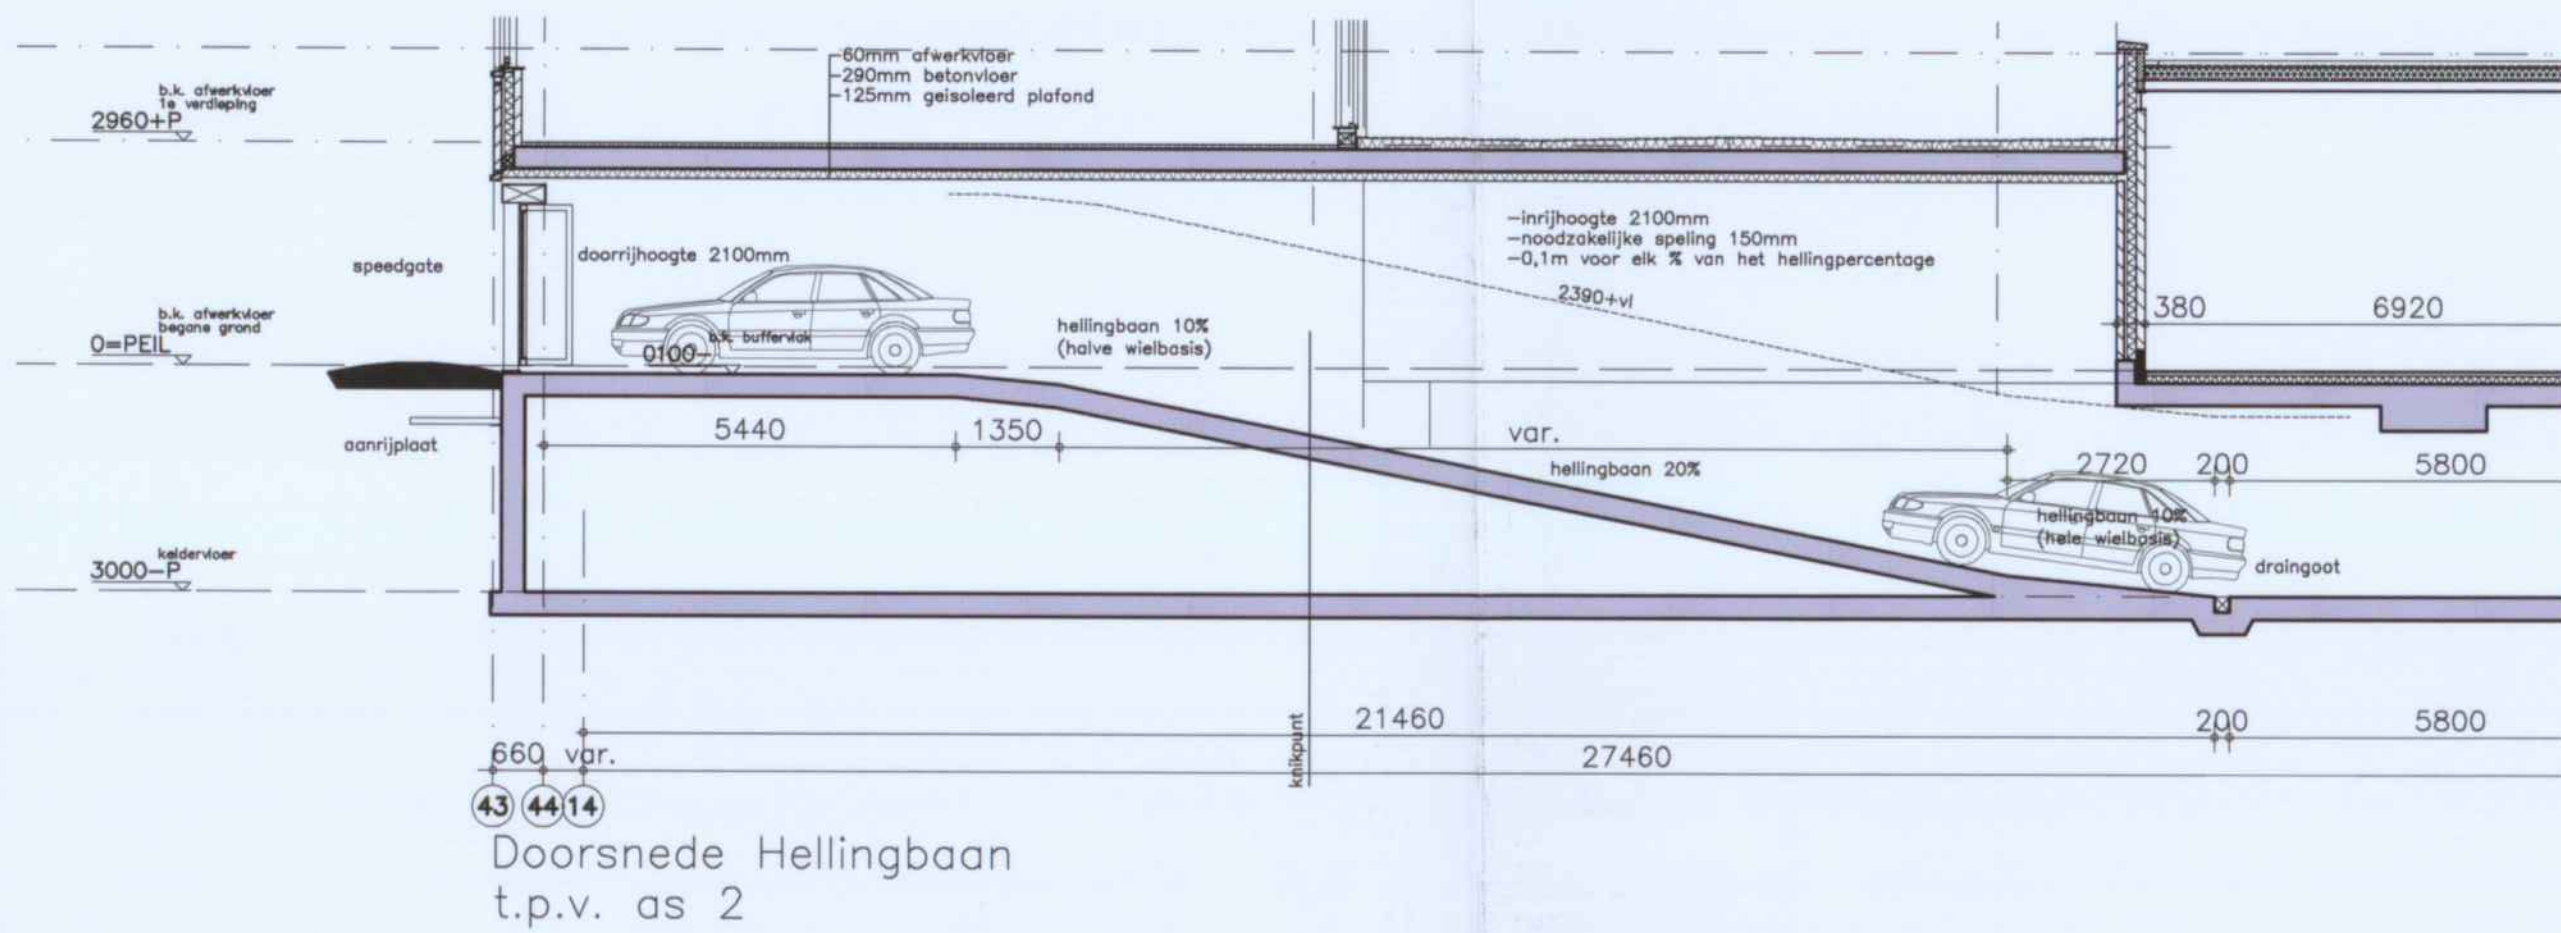 -60mm afwerkvloer
-290mm betonvloer
-125mm geisoleerd plafond
b.k. afwerkvloer
1e verdieping
2960+P
-inrijhoogte 2100mm
-noodzakelijke speling 150mm
-0,1m voor elk % van het hellingpercentage
speedgate
doorrijhoogte 2100mm
2390+vl
380
6920
b.k. afwerkvloer
begane grond
0=PEIL
b.k. buffervlak
0100-
hellingbaan 10%
(halve wielbasis)
aanrijplaat
5440
1350
var.
hellingbaan 20%
2720
200
5800
hellingbaan 10%
(hele wielbasis)
draingoot
keldervloer
3000-P
knikpunt
21460
200
5800
660
var.
27460
43
44
14
Doorsnede Hellingbaan
t.p.v. as 2